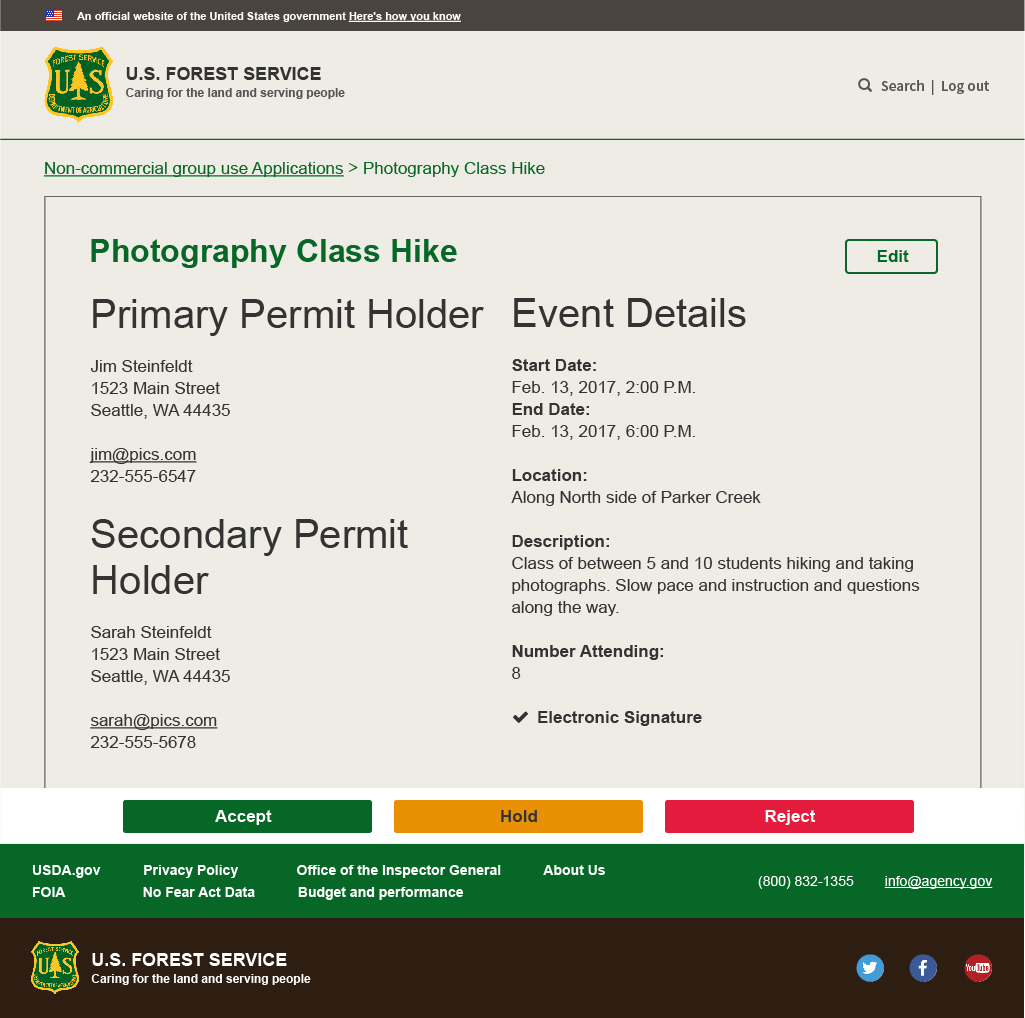 An official website of the United States government Here's how you know
FOREST SERVICE
U S
DEPARTMENT OF AGRICULTURE
U.S. FOREST SERVICE
Caring for the land and serving people
Search | Log out
Non-commercial group use Applications > Photography Class Hike
Photography Class Hike
Edit
Primary Permit Holder
Jim Steinfeldt
1523 Main Street
Seattle, WA 44435
jim@pics.com
232-555-6547
Secondary Permit
Holder
Sarah Steinfeldt
1523 Main Street
Seattle, WA 44435
sarah@pics.com
232-555-5678
Event Details
Start Date:
Feb. 13, 2017, 2:00 P.M.
End Date:
Feb. 13, 2017, 6:00 P.M.
Location:
Along North side of Parker Creek
Description:
Class of between 5 and 10 students hiking and taking
photographs. Slow pace and instruction and questions
along the way.
Number Attending:
8
Electronic Signature
Accept
Hold
Reject
USDA.gov
Privacy Policy
Office of the Inspector General
About Us
FOIA
No Fear Act Data
Budget and performance
(800) 832-1355
info@agency.gov
FOREST SERVICE
U S
DEPARTMENT OF AGRICULTURE
U.S. FOREST SERVICE
Caring for the land and serving people
You Tube